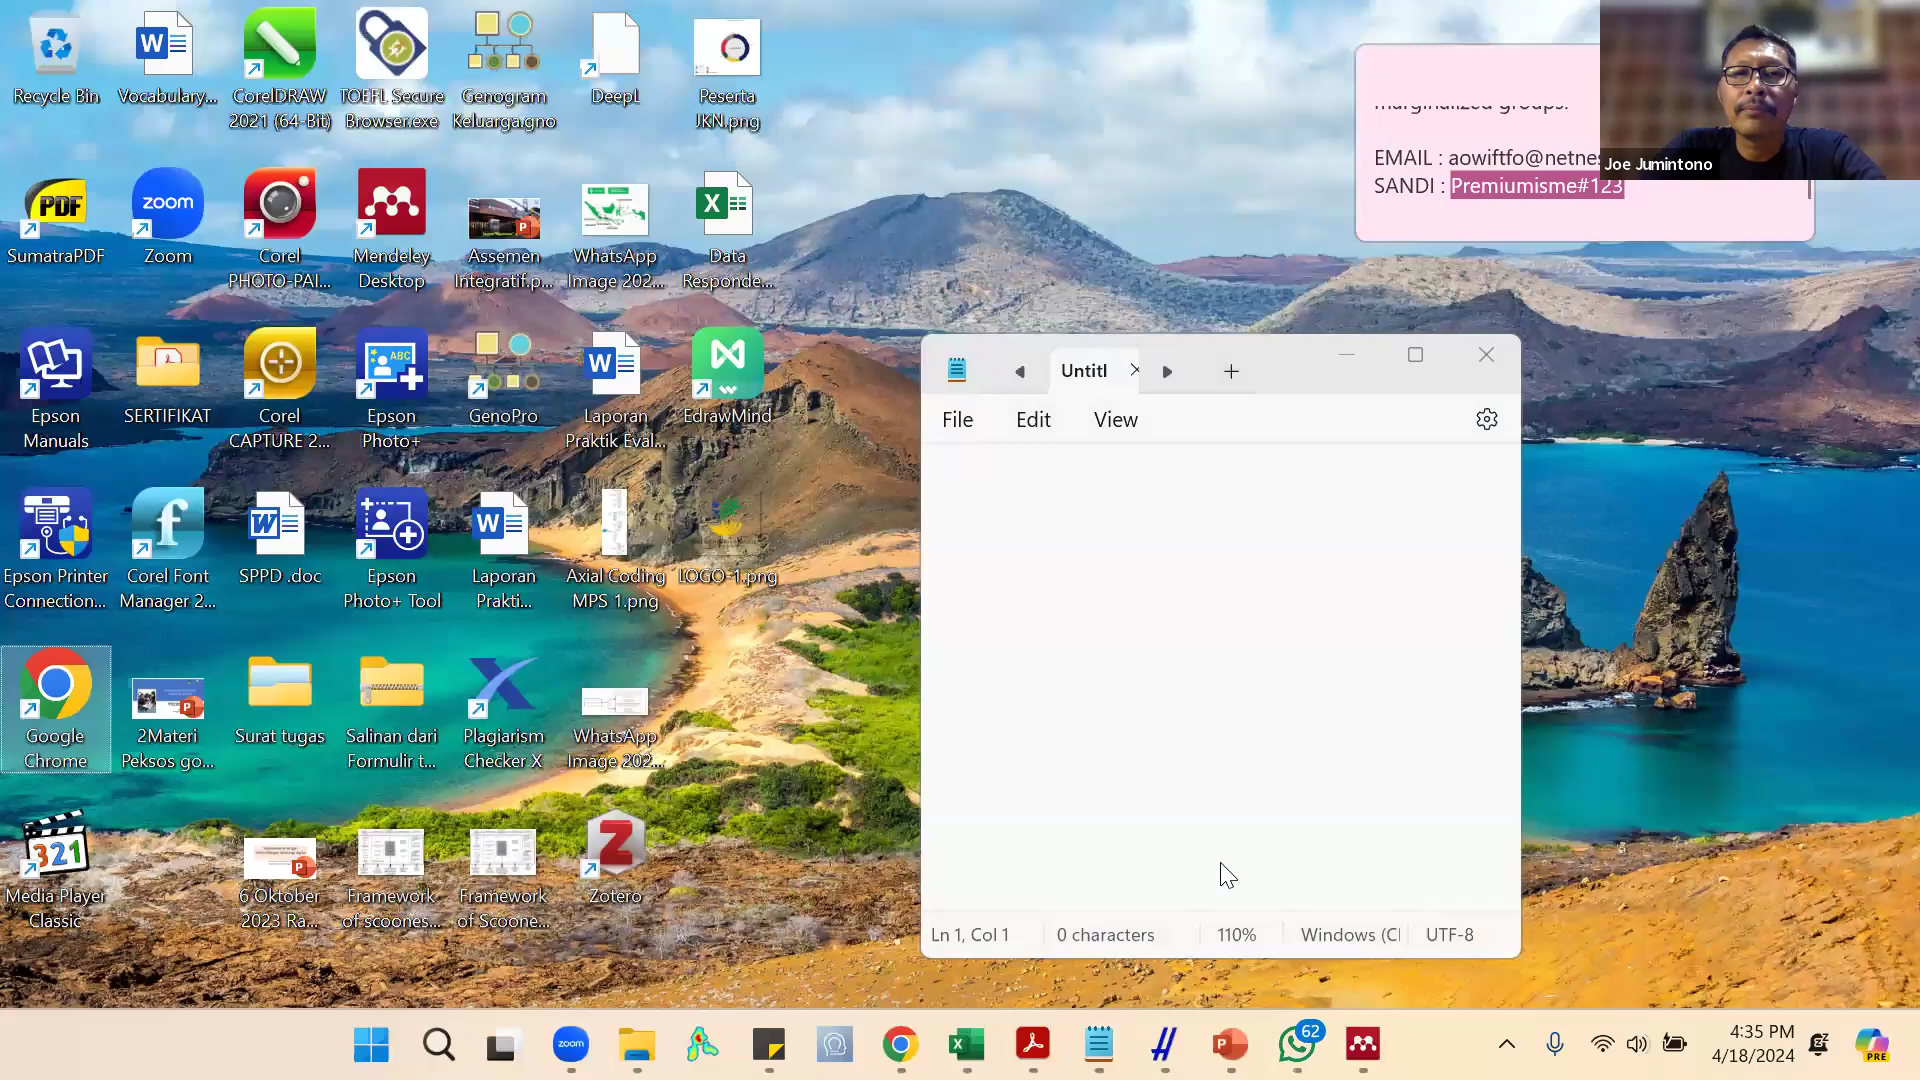 Recycle Bin
Vocabulary...
CorelDRAW
2021 (64-Bit)
TOEFL Secure
Browser.exe
Genogram
Keluarga.gno
DeepL
Peserta
JKN.png
marginalized groups.
EMAIL : aowiftfo@netnes
SANDI : Premiumisme#123
Joe Jumintono
SumatraPDF
zoom
Zoom
Corel
PHOTO-PAI...
Mendeley
Desktop
Assemen
Integratif.p...
WhatsApp
Image 202...
Data
Responde...
Epson
Manuals
SERTIFIKAT
Corel
CAPTURE 2...
ABC
Epson
Photo+
GenoPro
Laporan
Praktik Eval...
EdrawMind
Untitl
File
Edit
View
Epson Printer
Connection...
Corel Font
Manager 2...
SPPD .doc
Epson
Photo+ Tool
Laporan
Prakti...
Axial Coding
MPS 1.png
LOGO-1.png
Google
Chrome
2Materi
Peksos go...
Surat tugas
Salinan dari
Formulir t...
Plagiarism
Checker X
WhatsApp
Image 202...
321
Media Player
Classic
6 Oktober
2023 Ra...
Framework
of scoones...
Framework
of Scoone...
Zotero
Ln 1, Col 1
0 characters
110%
Windows (C
UTF-8
zoom
62
4:35 PM
4/18/2024
PRE